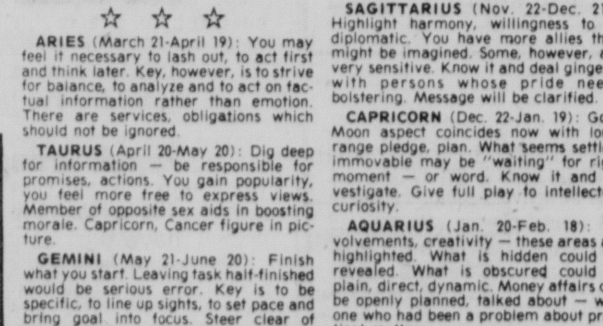 ARIES (March 21-April 19): You may
feel it necessary to lash out, to act first
and think later. Key, however, is to strive
for balance, to analyze and to act on fac-
tual information rather than emotion.
There are services, obligations which
should not be ignored.
TAURUS (April 20-May 20): Dig deep
for information — be responsible for
promises, actions. You gain popularity,
you feel more free to express views.
Member of opposite sex aids in boosting
morale. Capricorn, Cancer figure in pic-
ture.
GEMINI (May 21-June 20): Finish
what you start. Leaving task half-finished
would be serious error. Key is to be
specific, to line up sights, to set pace and
bring goal into focus. Steer clear of
SAGITTARIUS (Nov. 22-Dec. 21
Highlight harmony, willingness to
diplomatic. You have more allies th
might be imagined. Some, however, a
very sensitive. Know it and deal ginge
with persons whose pride nee
bolstering. Message will be clarified.
CAPRICORN (Dec. 22-Jan. 19): Go
Moon aspect coincides now with lo
range pledge, plan. What seems settl
immovable may be "waiting" for ri
moment — or word. Know it and
vestigate. Give full play to intellect
curiosity.
AQUARIUS (Jan. 20-Feb. 18):
volvements, creativity — these areas a
highlighted. What is hidden could
revealed. What is obscured could
plain, direct, dynamic. Money affairs c
be openly planned, talked about — w
one who had been a problem about pr